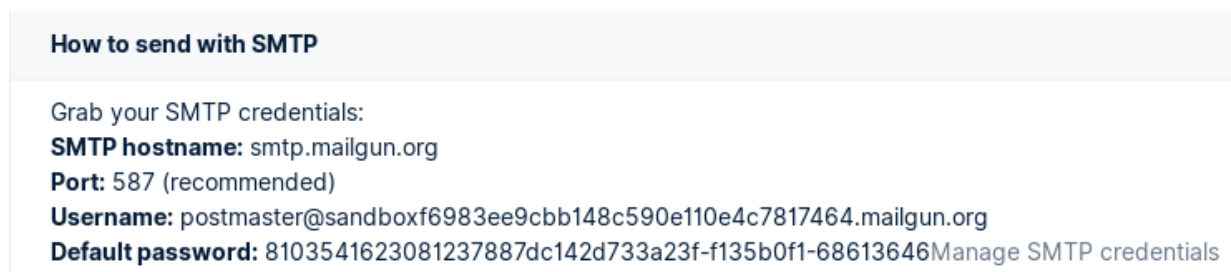 How to send with SMTP
Grab your SMTP credentials:
SMTP hostname: smtp.mailgun.org
Port: 587 (recommended)
Username: postmaster@sandboxf6983ee9cbb148c590e110e4c7817464.mailgun.org
Default password: 8103541623081237887dc142d733a23f-f135b0f1-68613646Manage SMTP credentials